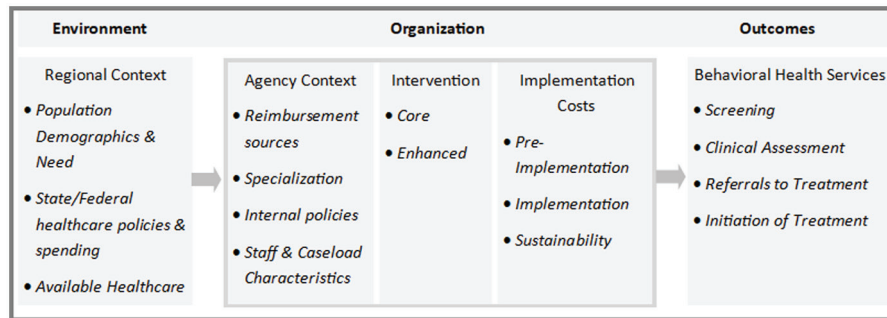 Environment
Organization
Outcomes
Regional Context
• Population
Demographics &
Need
• State/Federal
healthcare policies &
spending
• Available Healthcare
Agency Context
• Reimbursement
sources
• Specialization
• Internal policies
• Staff & Caseload
Characteristics
Intervention
• Core
• Enhanced
Implementation
Costs
• Pre-
Implementation
• Implementation
• Sustainability
Behavioral Health Services
• Screening
• Clinical Assessment
• Referrals to Treatment
• Initiation of Treatment